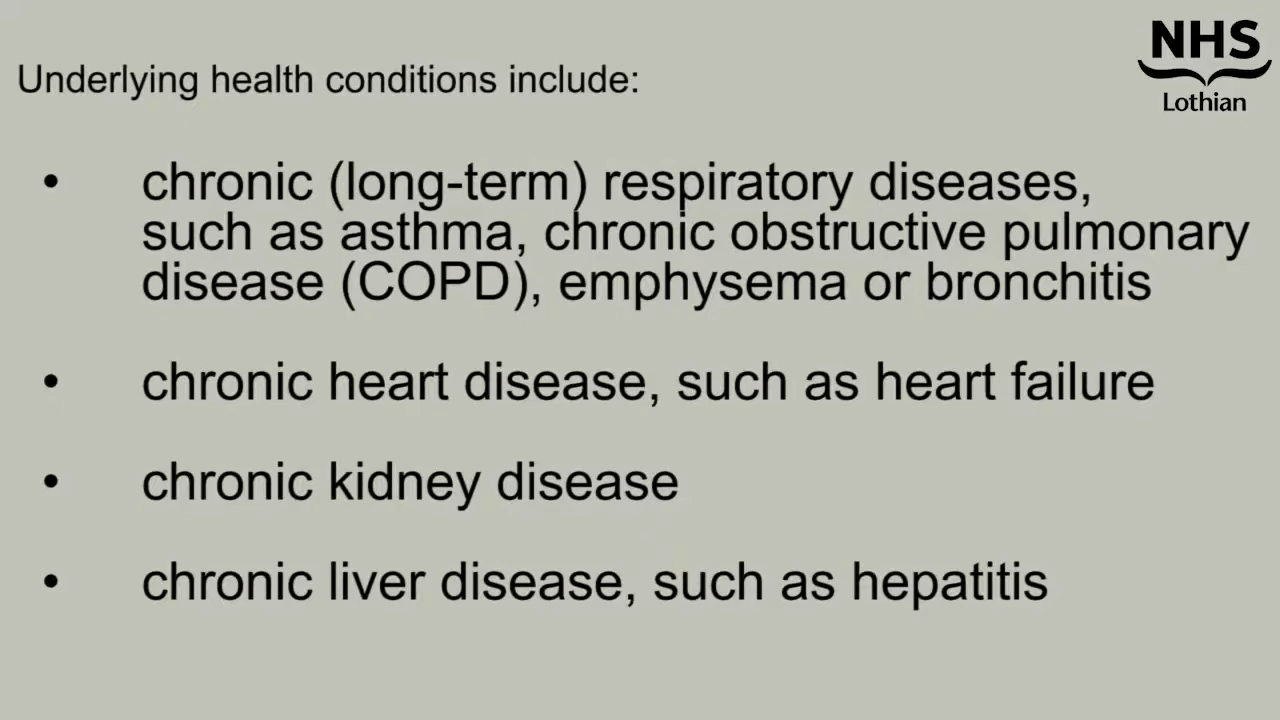 NHS
Lothian
Underlying health conditions include:
• chronic (long-term) respiratory diseases,
such as asthma, chronic obstructive pulmonary
disease (COPD), emphysema or bronchitis
• chronic heart disease, such as heart failure
• chronic kidney disease
• chronic liver disease, such as hepatitis